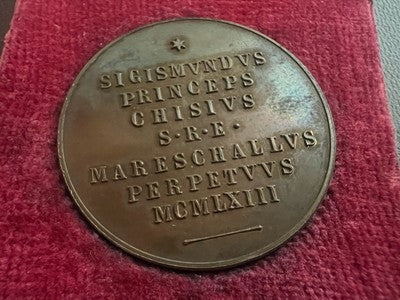 SIGISMVNDVS
PRINCEPS
CHISIVS
S·R·E·
MARESCHALLVS
PERPETVVS
MCMLXIII